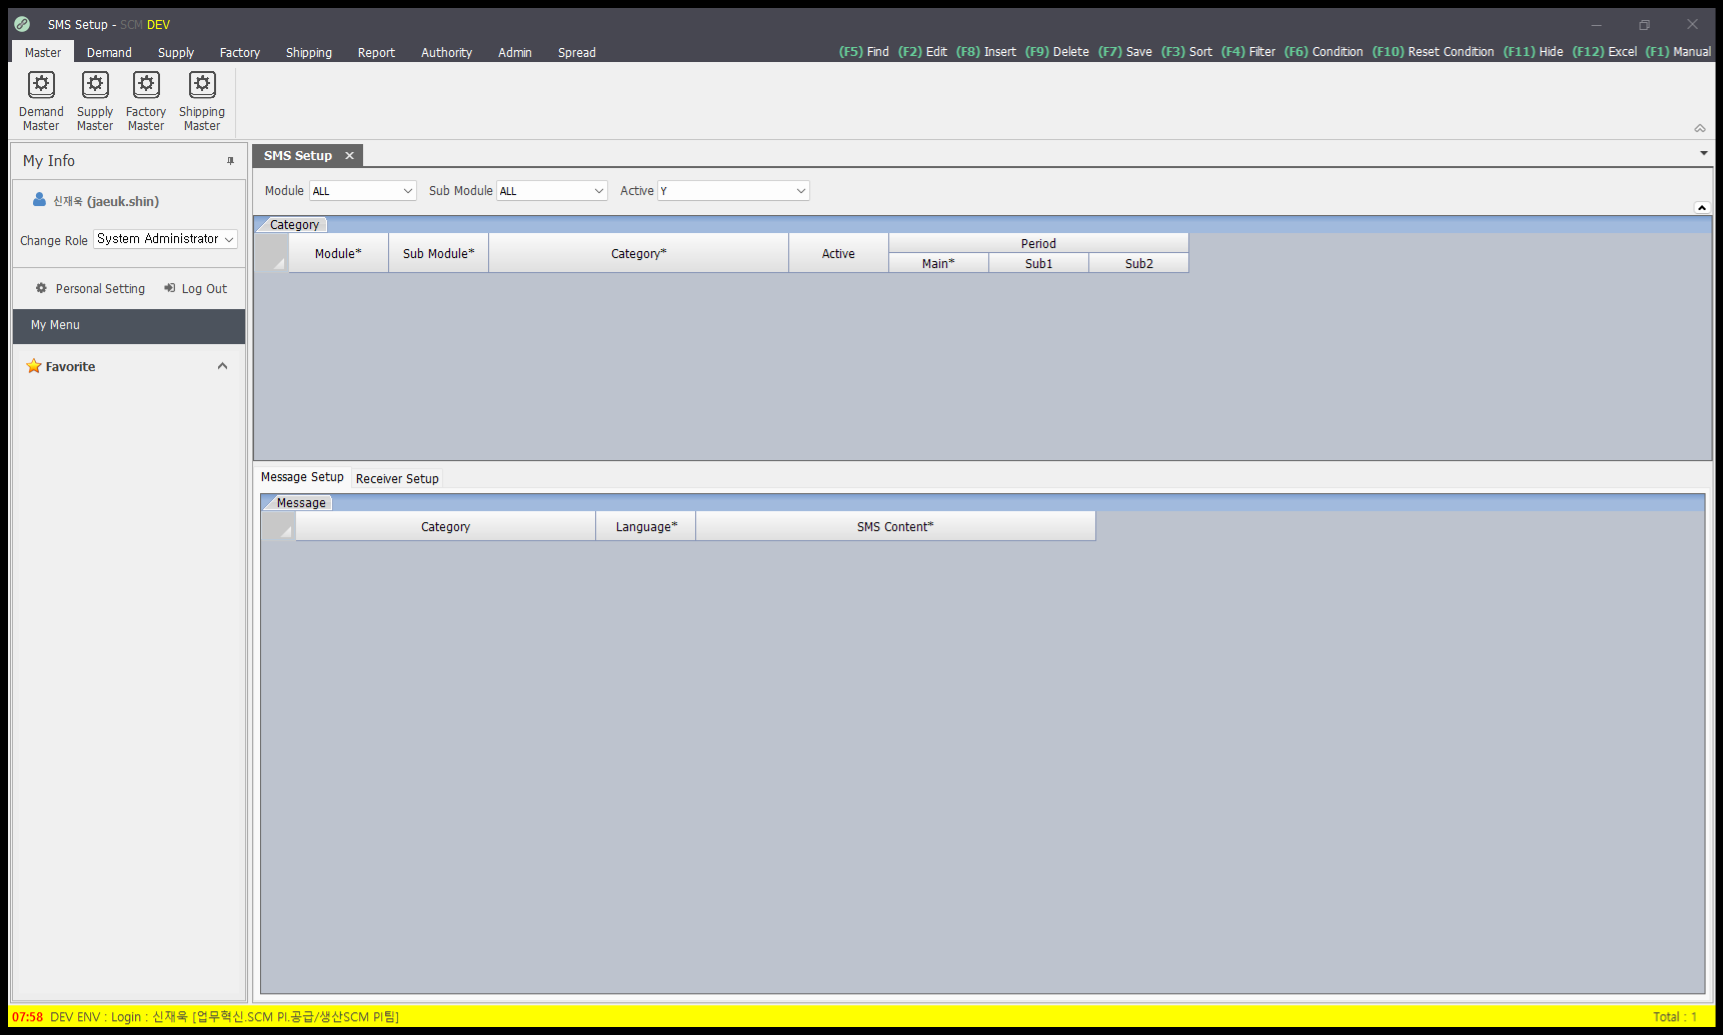 SMS Setup - SCM DEV
Master Demand Supply Factory Shipping Report Authority Admin Spread (F5) Find (F2) Edit (F8) Insert (F9) Delete (F7) Save (F3) Sort (F4) Filter (F6) Condition (F10) Reset Condition (F11) Hide (F12) Excel (F1) Manual
Demand Master
Supply Master
Factory Master
Shipping Master
My Info
신재욱 (jaeuk.shin)
Change Role System Administrator
Personal Setting Log Out
My Menu
Favorite
SMS Setup
Module ALL Sub Module ALL Active Y
Category
Module* Sub Module* Category* Active Period
Main* Sub1 Sub2
Message Setup Receiver Setup
Message
Category Language* SMS Content*
07:58 DEV ENV : Login : 신재욱 [업무혁신.SCM PI.공급/생산SCM PI팀] Total : 1